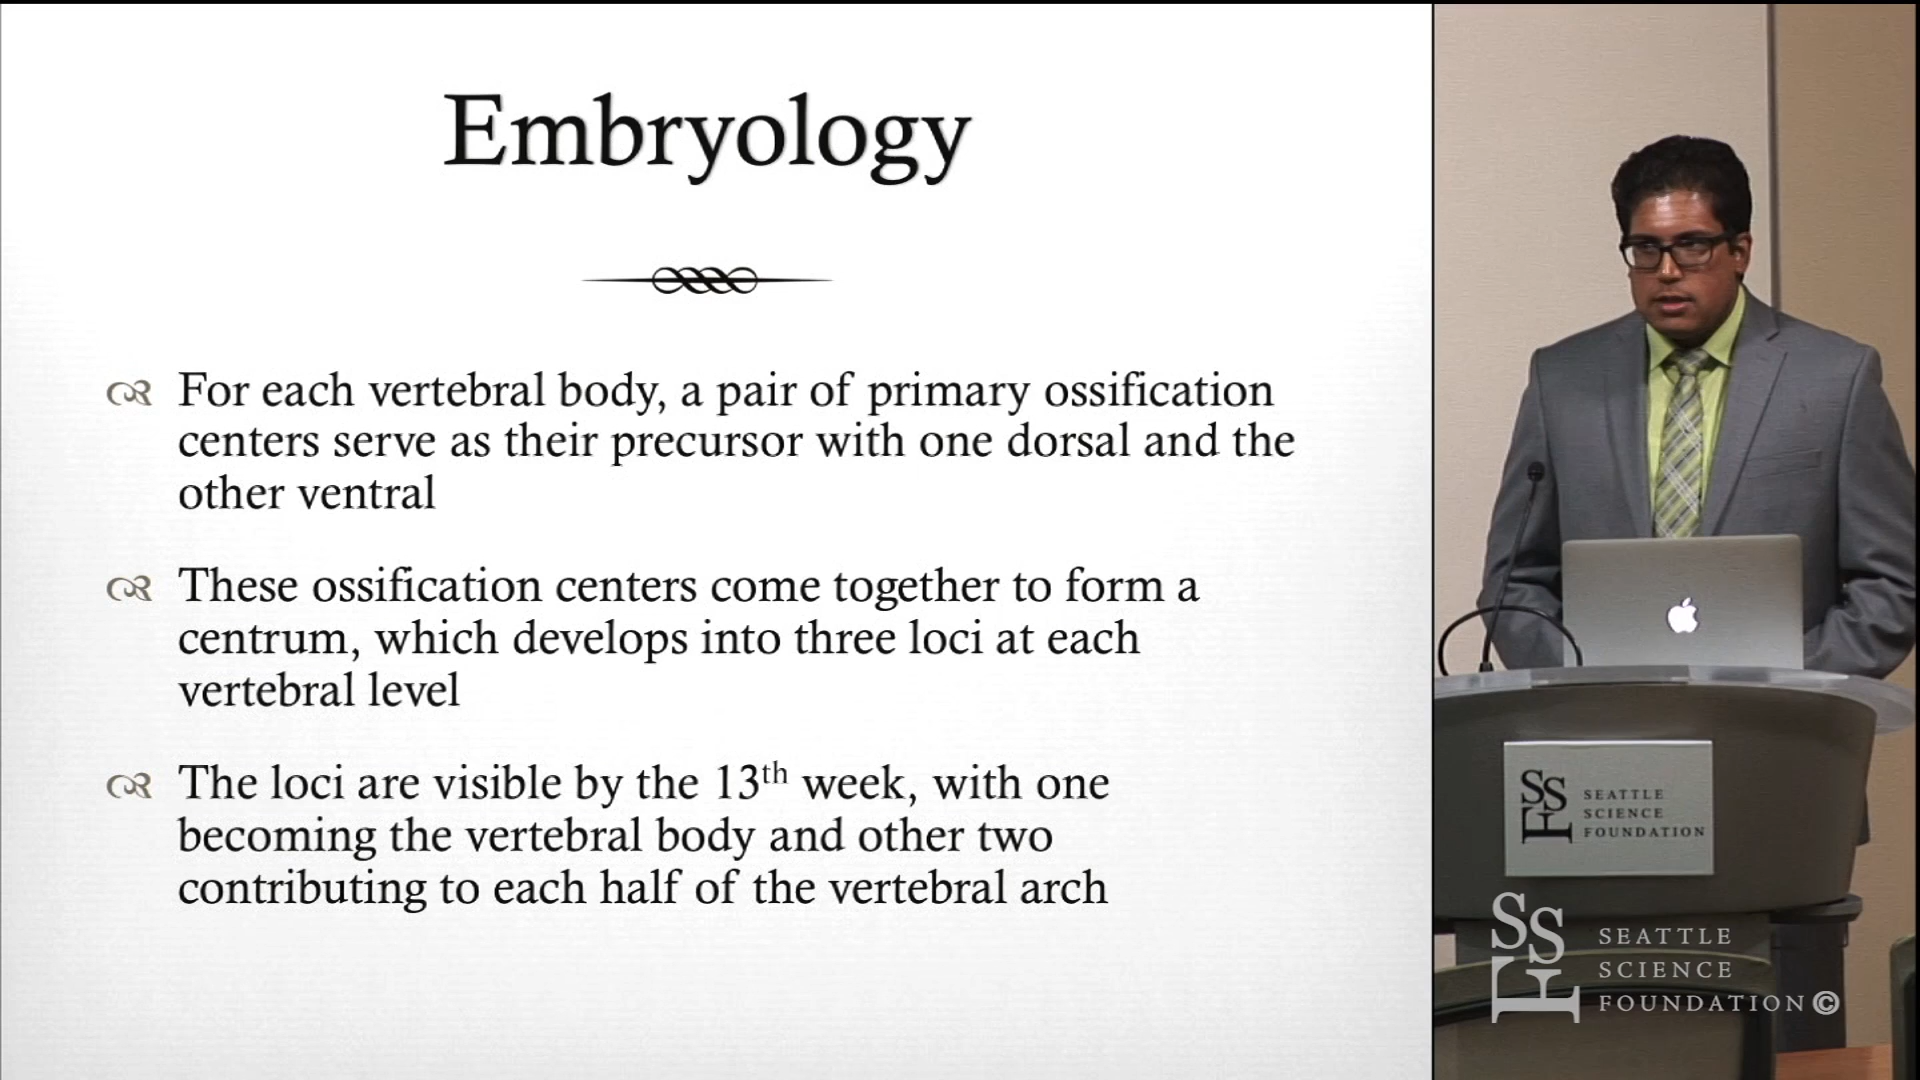 Embryology
For each vertebral body, a pair of primary ossification
centers serve as their precursor with one dorsal and the
other ventral
These ossification centers come together to form a
centrum, which develops into three loci at each
vertebral level
The loci are visible by the 13th week, with one
becoming the vertebral body and other two
contributing to each half of the vertebral arch
SSF
SEATTLE
SCIENCE
FOUNDATION
SSF
SEATTLE
SCIENCE
FOUNDATION©